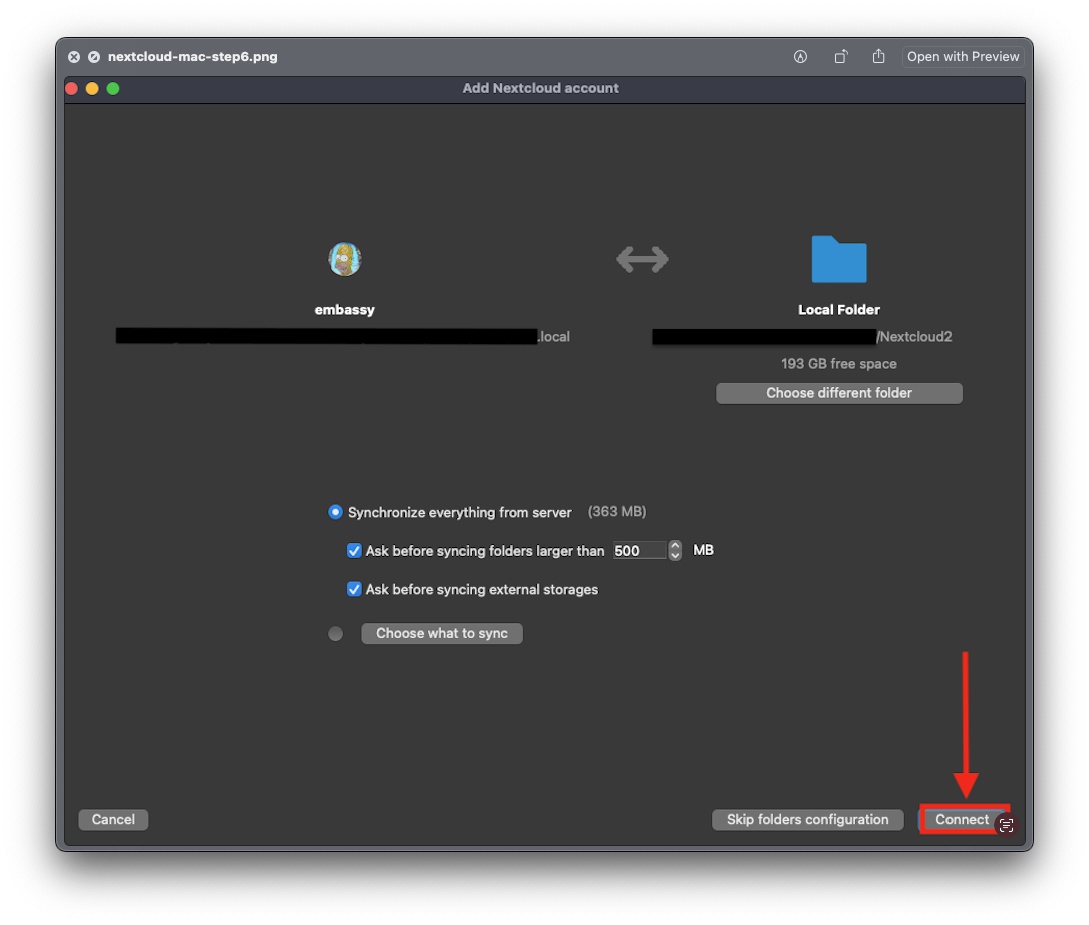 nextcloud-mac-step6.png
Open with Preview
Add Nextcloud account
embassy
.local
Local Folder
/Nextcloud2
193 GB free space
Choose different folder
Synchronize everything from server (363 MB)
Ask before syncing folders larger than 500 MB
Ask before syncing external storages
Choose what to sync
Cancel
Skip folders configuration
Connect